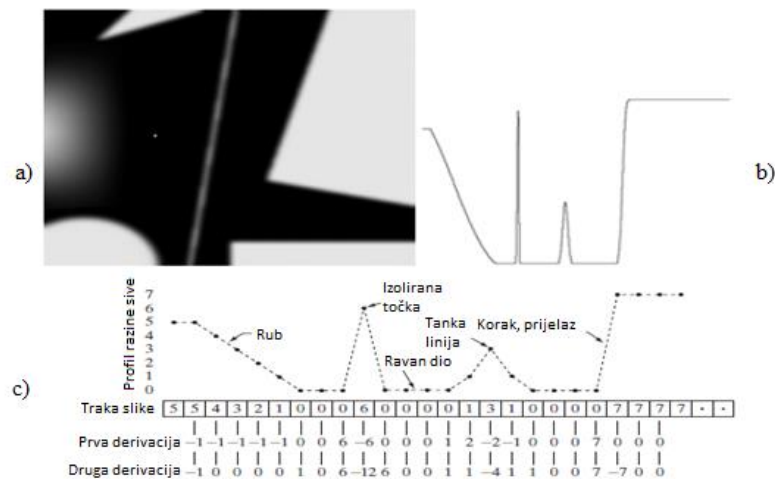 a)
b)
Izolirana
točka
Profil razine sive
7
6
5
4
3
2
1
0
Rub
Tanka
linija
Korak, prijelaz
Ravan dio
c)
Traka slike 5 5 4 3 2 1 0 0 0 6 0 0 0 0 1 3 1 0 0 0 0 7 7 7 7 · ·
Prva derivacija −1 −1 −1 −1 −1 0 0 6 −6 0 0 0 1 2 −2 −1 0 0 0 7 0 0 0
Druga derivacija −1 0 0 0 0 1 0 6 −12 6 0 0 1 1 −4 1 1 0 0 7 −7 0 0